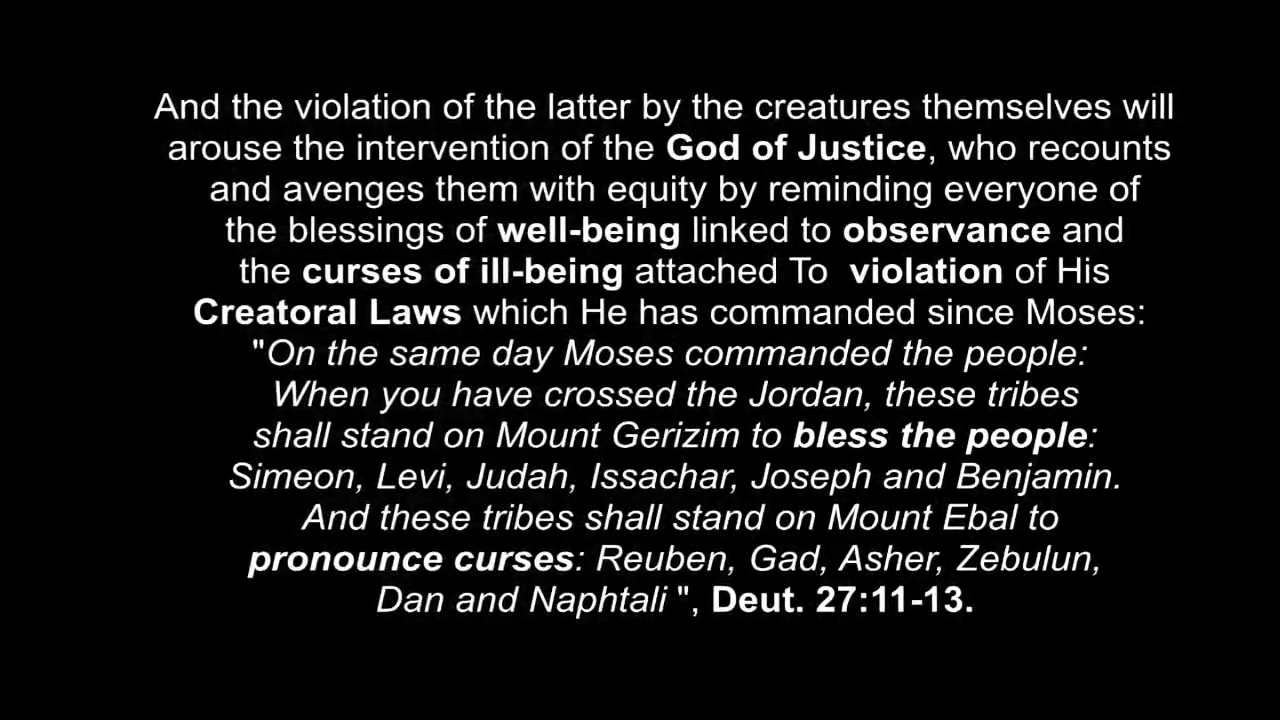 And the violation of the latter by the creatures themselves will
arouse the intervention of the God of Justice, who recounts
and avenges them with equity by reminding everyone of
the blessings of well-being linked to observance and
the curses of ill-being attached To  violation of His
Creatoral Laws which He has commanded since Moses:
"On the same day Moses commanded the people:
When you have crossed the Jordan, these tribes
shall stand on Mount Gerizim to bless the people:
Simeon, Levi, Judah, Issachar, Joseph and Benjamin.
And these tribes shall stand on Mount Ebal to
pronounce curses: Reuben, Gad, Asher, Zebulun,
Dan and Naphtali ", Deut. 27:11-13.